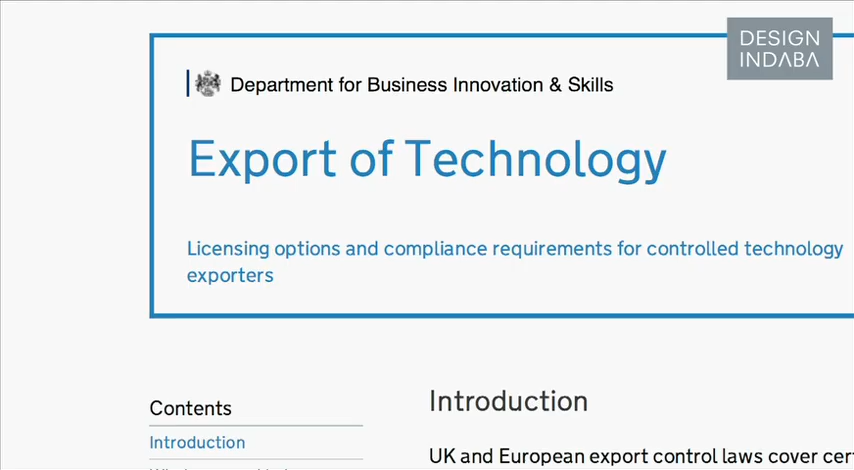 DESIGN
INDABA
Department for Business Innovation & Skills
Export of Technology
Licensing options and compliance requirements for controlled technology
exporters
Contents
Introduction
Introduction
UK and European export control laws cover